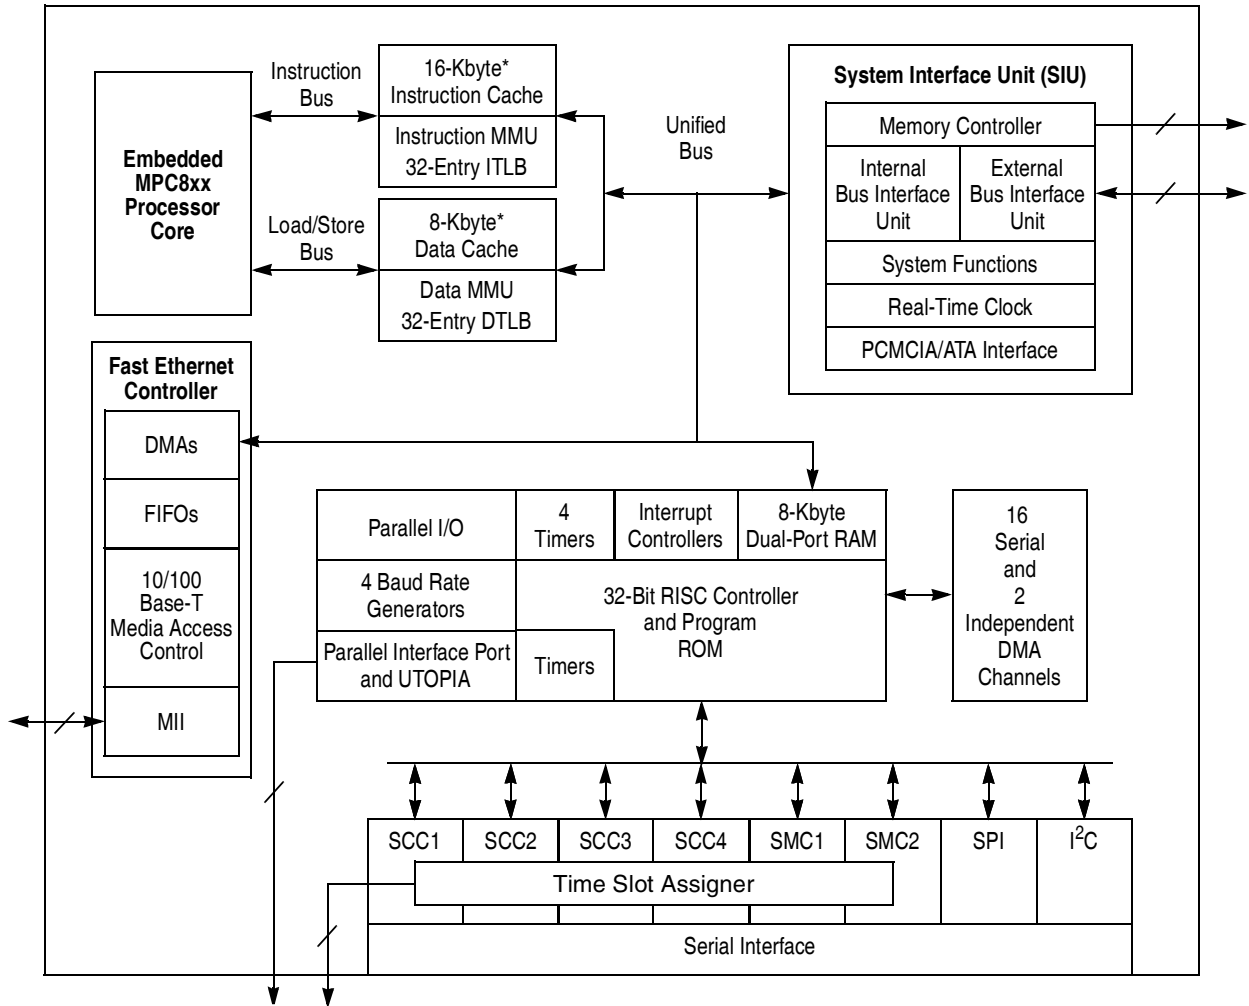 Instruction
Bus
16-Kbyte*
Instruction Cache
Instruction MMU
32-Entry ITLB
Embedded
MPC8xx
Processor
Core
Load/Store
Bus
8-Kbyte*
Data Cache
Data MMU
32-Entry DTLB
Unified
Bus
System Interface Unit (SIU)
Memory Controller
Internal
Bus Interface
Unit
External
Bus Interface
Unit
System Functions
Real-Time Clock
PCMCIA/ATA Interface
Fast Ethernet
Controller
DMAs
FIFOs
10/100
Base-T
Media Access
Control
MII
Parallel I/O
4
Timers
Interrupt
Controllers
8-Kbyte
Dual-Port RAM
4 Baud Rate
Generators
32-Bit RISC Controller
and Program
ROM
Parallel Interface Port
and UTOPIA
Timers
16
Serial
and
2
Independent
DMA
Channels
SCC1
SCC2
SCC3
SCC4
SMC1
SMC2
SPI
I²C
Time Slot Assigner
Serial Interface